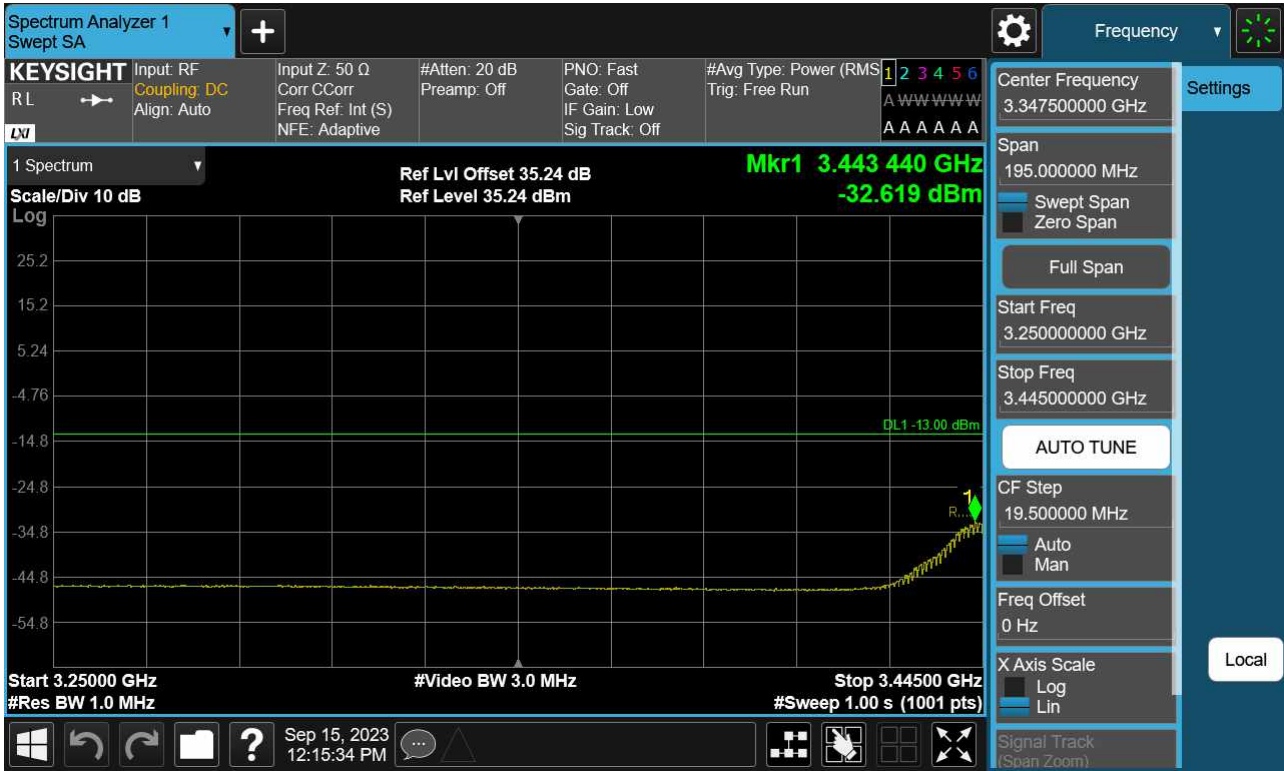 Spectrum Analyzer 1
Swept SA
Frequency
KEYSIGHT
R L
LXI
Input: RF
Coupling: DC
Align: Auto
Input Z: 50 Ω
Corr CCorr
Freq Ref: Int (S)
NFE: Adaptive
#Atten: 20 dB
Preamp: Off
PNO: Fast
Gate: Off
IF Gain: Low
Sig Track: Off
#Avg Type: Power (RMS
Trig: Free Run
1 2 3 4 5 6
A W W W W W
A A A A A A
1 Spectrum
Scale/Div 10 dB
Log
Ref Lvl Offset 35.24 dB
Ref Level 35.24 dBm
Mkr1 3.443 440 GHz
-32.619 dBm
25.2
15.2
5.24
-4.76
-14.8
-24.8
-34.8
-44.8
-54.8
DL1 -13.00 dBm
1
R...
Start 3.25000 GHz
#Video BW 3.0 MHz
Stop 3.44500 GHz
#Res BW 1.0 MHz
#Sweep 1.00 s (1001 pts)
Sep 15, 2023
12:15:34 PM
Center Frequency
3.347500000 GHz
Settings
Span
195.000000 MHz
Swept Span
Zero Span
Full Span
Start Freq
3.250000000 GHz
Stop Freq
3.445000000 GHz
AUTO TUNE
CF Step
19.500000 MHz
Auto
Man
Freq Offset
0 Hz
X Axis Scale
Log
Lin
Local
Signal Track
(Span Zoom)